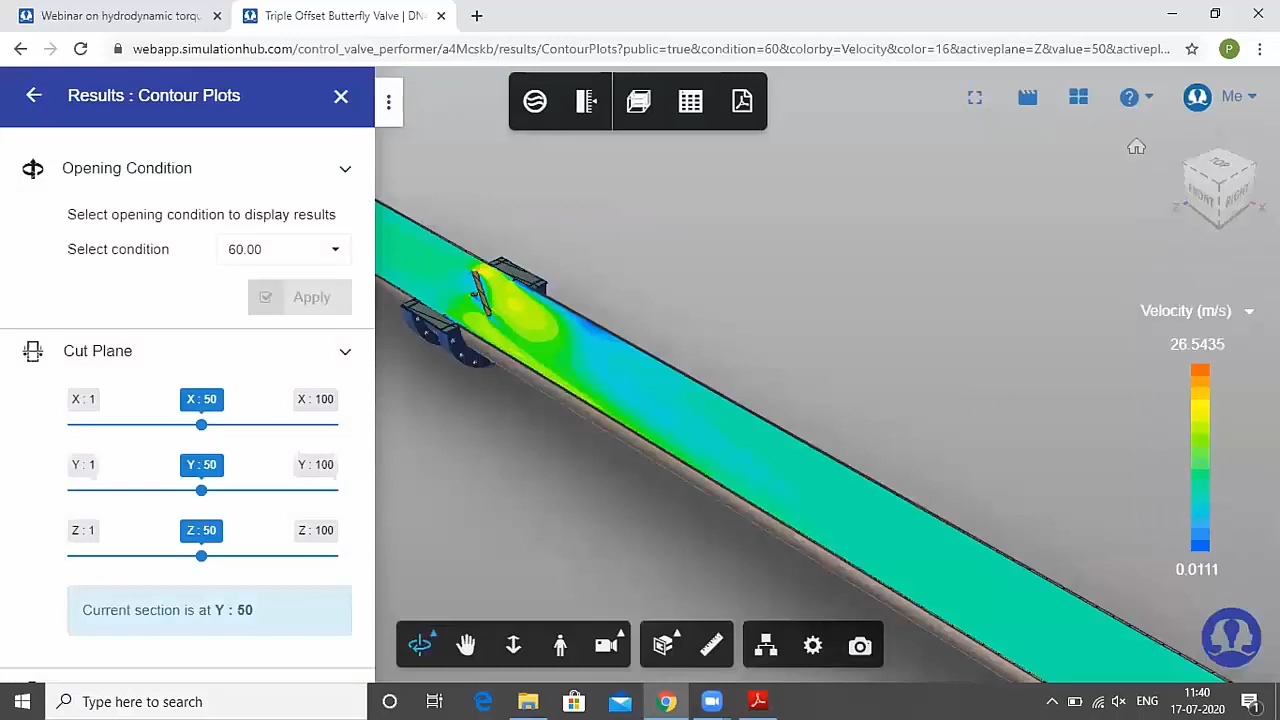 Webinar on hydrodynamic torqu
Triple Offset Butterfly Valve | DN=
webapp.simulationhub.com/control_valve_performer/a4Mcskb/results/ContourPlots?public=true&condition=60&colorby=Velocity&color=16&activeplane=Z&value=50&activepl...
P
Results : Contour Plots
Me
Opening Condition
Select opening condition to display results
Select condition
60.00
Apply
TOP
FRONT
RIGHT
Z
X
Velocity (m/s)
26.5435
0.0111
Cut Plane
X : 1
X : 50
X : 100
Y : 1
Y : 50
Y : 100
Z : 1
Z : 50
Z : 100
Current section is at Y : 50
Type here to search
ENG
11:40
17-07-2020
1